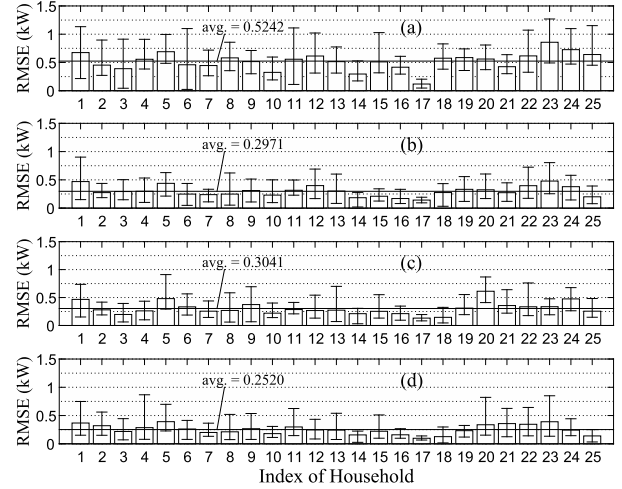 (a)
avg. = 0.5242
RMSE (kW)
1.5
1
0.5
0
1 2 3 4 5 6 7 8 9 10 11 12 13 14 15 16 17 18 19 20 21 22 23 24 25
(b)
avg. = 0.2971
RMSE (kW)
1.5
1
0.5
0
1 2 3 4 5 6 7 8 9 10 11 12 13 14 15 16 17 18 19 20 21 22 23 24 25
(c)
avg. = 0.3041
RMSE (kW)
1.5
1
0.5
0
1 2 3 4 5 6 7 8 9 10 11 12 13 14 15 16 17 18 19 20 21 22 23 24 25
(d)
avg. = 0.2520
RMSE (kW)
1.5
1
0.5
0
1 2 3 4 5 6 7 8 9 10 11 12 13 14 15 16 17 18 19 20 21 22 23 24 25
Index of Household